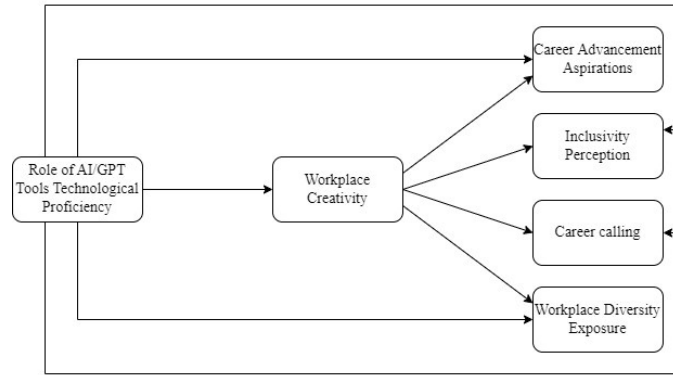 Career Advancement
Aspirations
Inclusivity
Perception
Role of AI/GPT
Tools Technological
Proficiency
Workplace
Creativity
Career calling
Workplace Diversity
Exposure